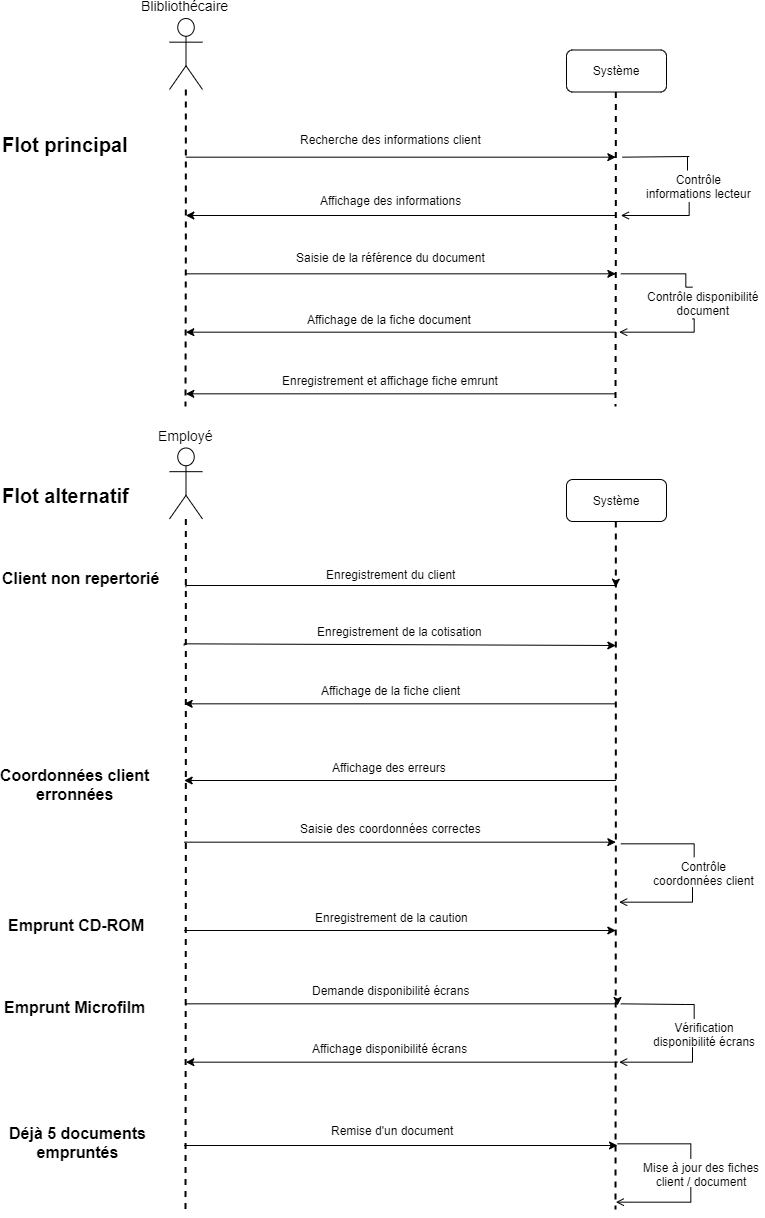 Blibliothécaire
Système
Flot principal
Recherche des informations client
Contrôle
informations lecteur
Affichage des informations
Saisie de la référence du document
Contrôle disponibilité
document
Affichage de la fiche document
Enregistrement et affichage fiche emrunt
Employé
Système
Flot alternatif
Client non repertorié
Enregistrement du client
Enregistrement de la cotisation
Affichage de la fiche client
Coordonnées client
erronnées
Affichage des erreurs
Saisie des coordonnées correctes
Contrôle
coordonnées client
Emprunt CD-ROM
Enregistrement de la caution
Emprunt Microfilm
Demande disponibilité écrans
Vérification
disponibilité écrans
Affichage disponibilité écrans
Déjà 5 documents
empruntés
Remise d'un document
Mise à jour des fiches
client / document